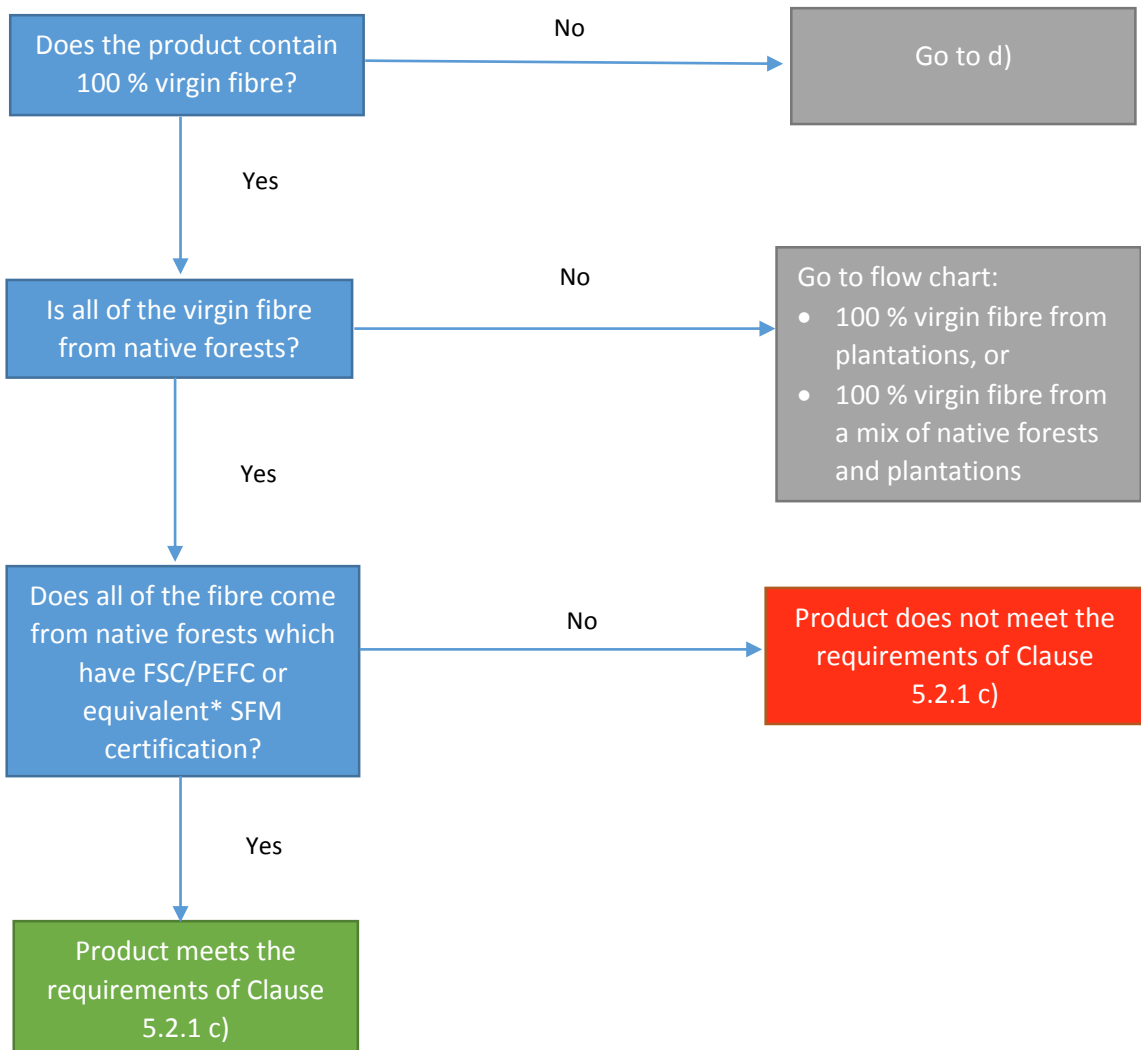 Does the product contain
100 % virgin fibre?
No
Go to d)
Yes
Is all of the virgin fibre
from native forests?
No
Go to flow chart:
• 100 % virgin fibre from
plantations, or
• 100 % virgin fibre from
a mix of native forests
and plantations
Yes
Does all of the fibre come
from native forests which
have FSC/PEFC or
equivalent* SFM
certification?
No
Product does not meet the
requirements of Clause
5.2.1 c)
Yes
Product meets the
requirements of Clause
5.2.1 c)